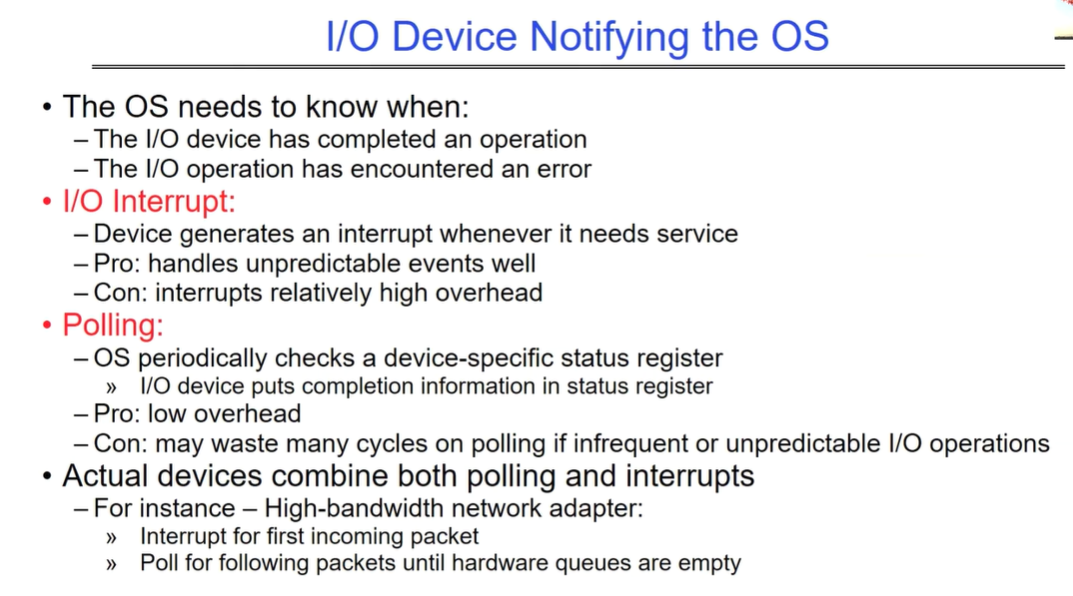 I/O Device Notifying the OS
• The OS needs to know when:
– The I/O device has completed an operation
– The I/O operation has encountered an error
• I/O Interrupt:
– Device generates an interrupt whenever it needs service
– Pro: handles unpredictable events well
– Con: interrupts relatively high overhead
• Polling:
– OS periodically checks a device-specific status register
» I/O device puts completion information in status register
– Pro: low overhead
– Con: may waste many cycles on polling if infrequent or unpredictable I/O operations
• Actual devices combine both polling and interrupts
– For instance – High-bandwidth network adapter:
» Interrupt for first incoming packet
» Poll for following packets until hardware queues are empty